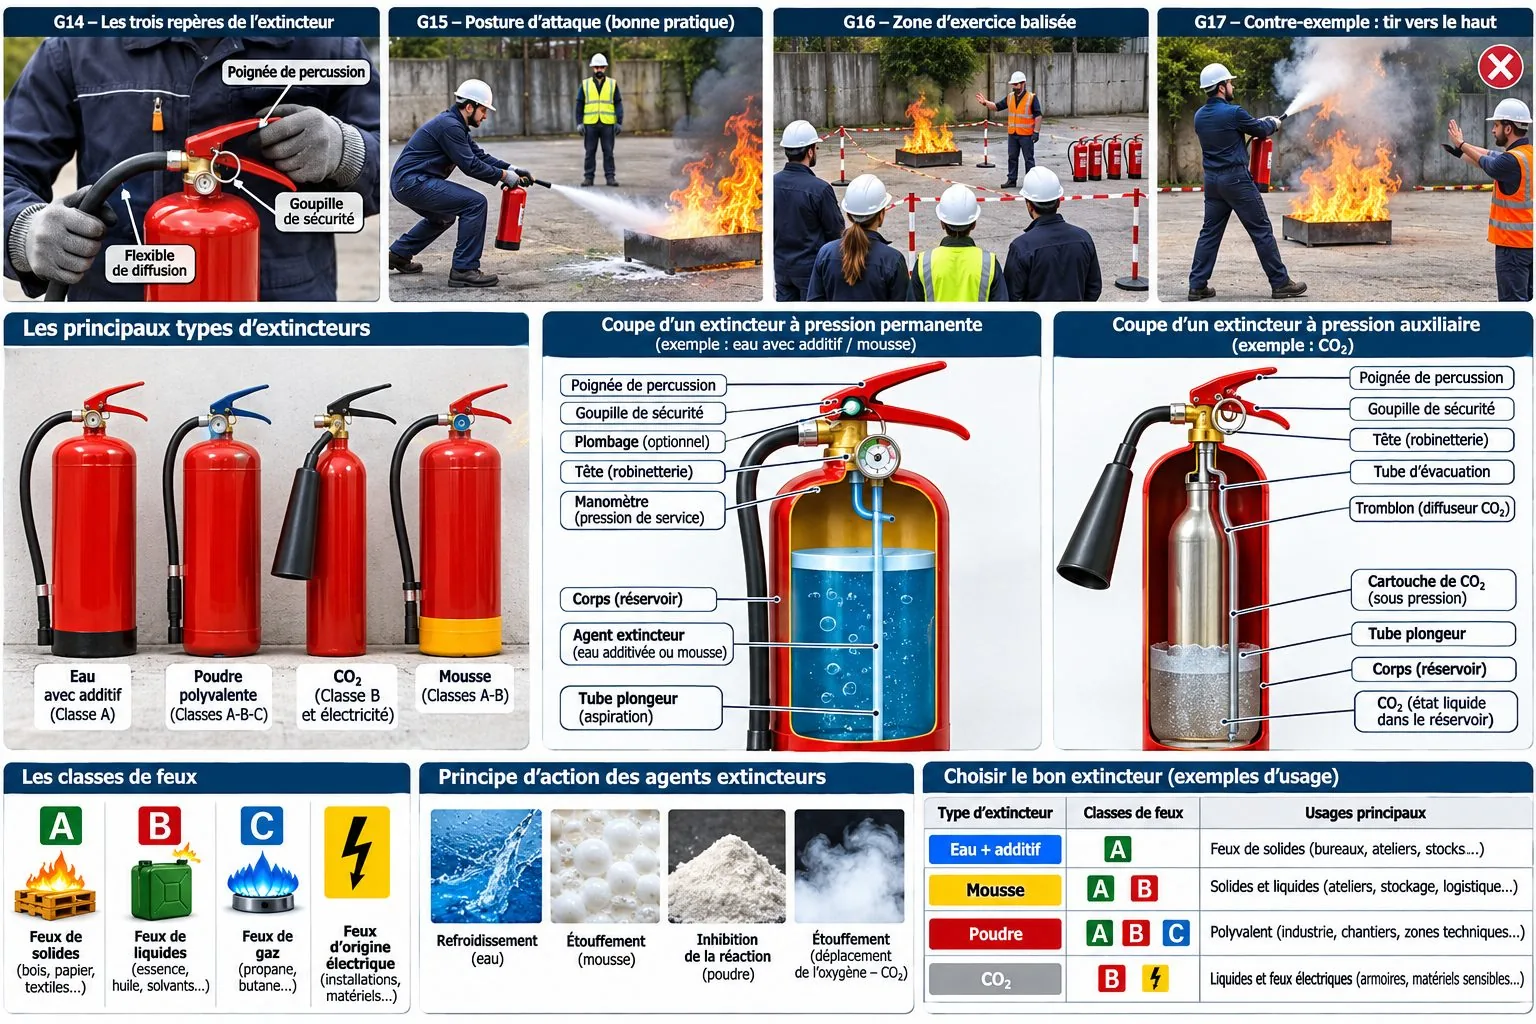 G14 – Les trois repères de l'extincteur
Poignée de percussion
Goupille
de sécurité
Flexible
de diffusion
G15 – Posture d'attaque (bonne pratique)
G16 – Zone d'exercice balisée
G17 – Contre-exemple : tir vers le haut
Les principaux types d'extincteurs
Eau
avec additif
(Classe A)
Poudre
polyvalente
(Classes A-B-C)
CO₂
(Classe B
et électricité)
Mousse
(Classes A-B)
Coupe d'un extincteur à pression permanente
(exemple : eau avec additif / mousse)
Poignée de percussion
Goupille de sécurité
Plombage (optionnel)
Tête (robinetterie)
Manomètre
(pression de service)
Corps (réservoir)
Agent extincteur
(eau additivée ou mousse)
Tube plongeur
(aspiration)
Coupe d'un extincteur à pression auxiliaire
(exemple : CO₂)
Poignée de percussion
Goupille de sécurité
Tête (robinetterie)
Tube d'évacuation
Tromblon (diffuseur CO₂)
Cartouche de CO₂
(sous pression)
Tube plongeur
Corps (réservoir)
CO₂ (état liquide
dans le réservoir)
Les classes de feux
A
Feux de
solides
(bois, papier,
textiles...)
B
Feux de
liquides
(essence,
huile, solvants...)
C
Feux de
gaz
(propane,
butane...)
Feux
d'origine
électrique
(installations,
matériels...)
Principe d'action des agents extincteurs
Refroidissement
(eau)
Étouffement
(mousse)
Inhibition
de la réaction
(poudre)
Étouffement
(déplacement
de l'oxygène – CO₂)
Choisir le bon extincteur (exemples d'usage)
Type d'extincteur Classes de feux Usages principaux
Eau + additif A Feux de solides (bureaux, ateliers, stocks...)
Mousse A B Solides et liquides (ateliers, stockage, logistique...)
Poudre A B C Polyvalent (industrie, chantiers, zones techniques...)
CO₂ B Liquides et feux électriques (armoires, matériels sensibles...)